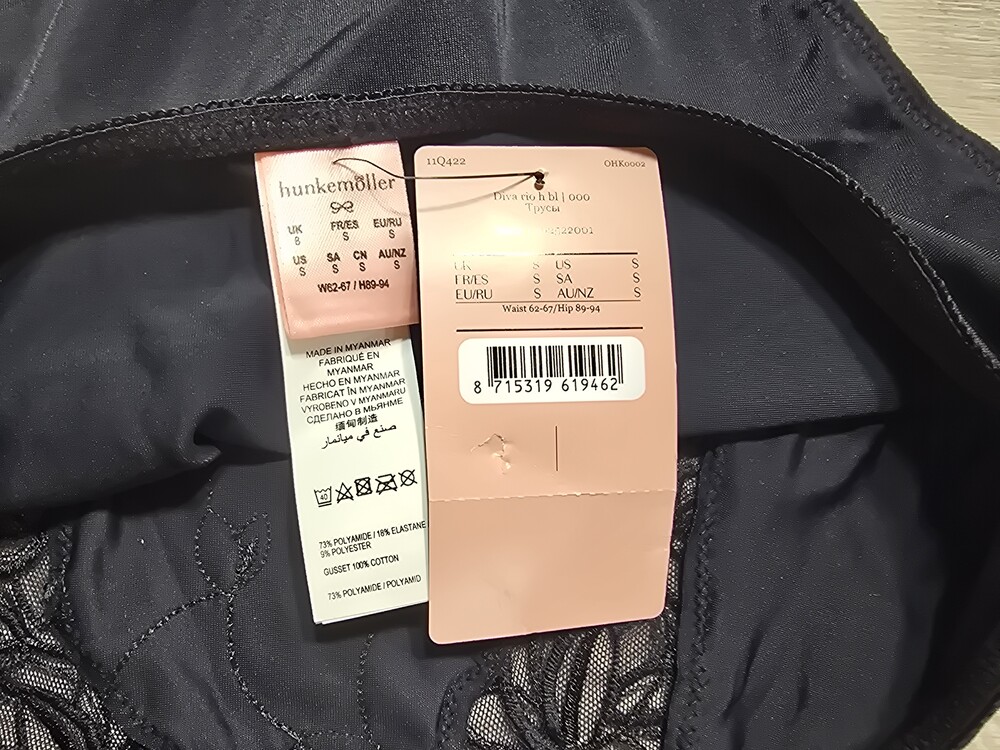 hunkemöller
UK FR/ES EU/RU
8 S S
US SA CN AU/NZ
S S S S
W62-67 / H89-94
MADE IN MYANMAR
FABRIQUÉ EN
MYANMAR
HECHO EN MYANMAR
FABRICAT ÎN MYANMAR
VYROBENO V MYANMARU
СДЕЛАНО В МЬЯНМЕ
缅甸制造
صنع في ميانمار
40
73% POLYAMIDE / 18% ELASTANE
9% POLYESTER
GUSSET 100% COTTON
73% POLYAMIDE / POLYAMID
11Q422 OHK0002
Diva rio h bl | 000
Трусы
22001
UK S US S
FR/ES S SA S
EU/RU S AU/NZ S
Waist 62-67/Hip 89-94
8 715319 619462